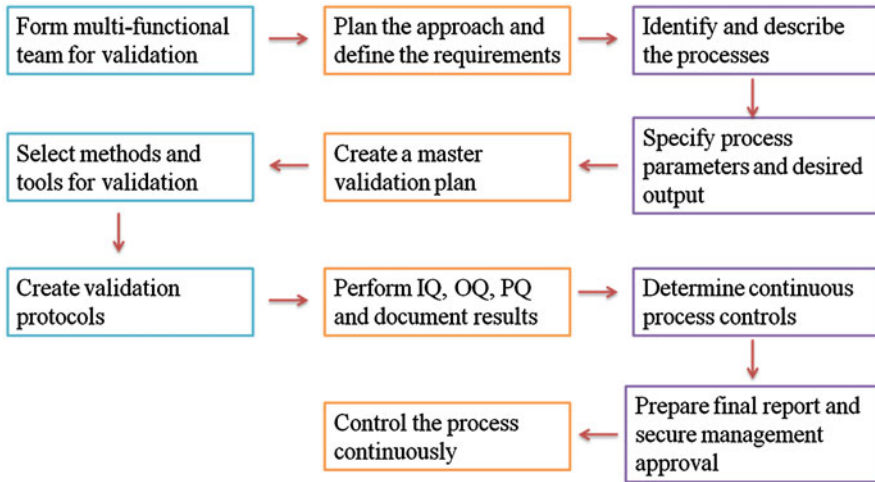 Form multi-functional
team for validation
Plan the approach and
define the requirements
Identify and describe
the processes
Specify process
parameters and desired
output
Create a master
validation plan
Select methods and
tools for validation
Create validation
protocols
Perform IQ, OQ, PQ
and document results
Determine continuous
process controls
Prepare final report and
secure management
approval
Control the process
continuously